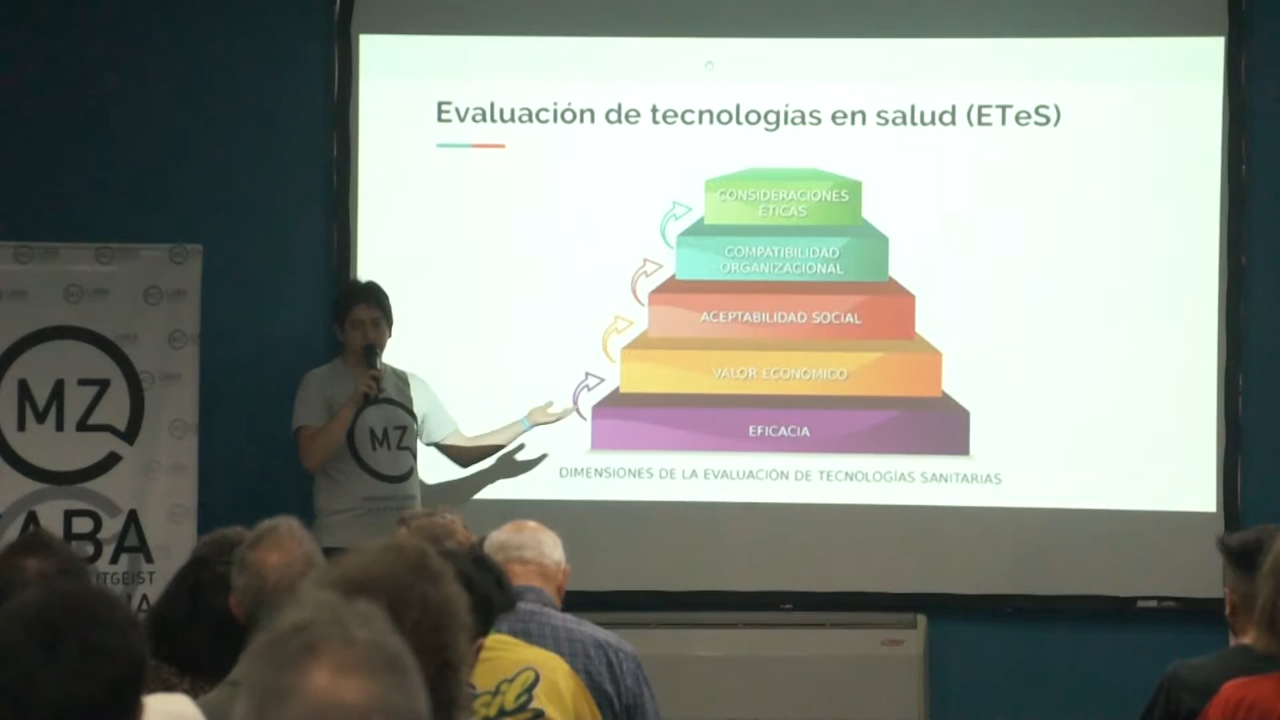 Evaluación de tecnologías en salud (ETeS)
CONSIDERACIONES
ÉTICAS
COMPATIBILIDAD
ORGANIZACIONAL
ACEPTABILIDAD SOCIAL
VALOR ECONÓMICO
EFICACIA
DIMENSIONES DE LA EVALUACIÓN DE TECNOLOGÍAS SANITARIAS
MZ
MZ